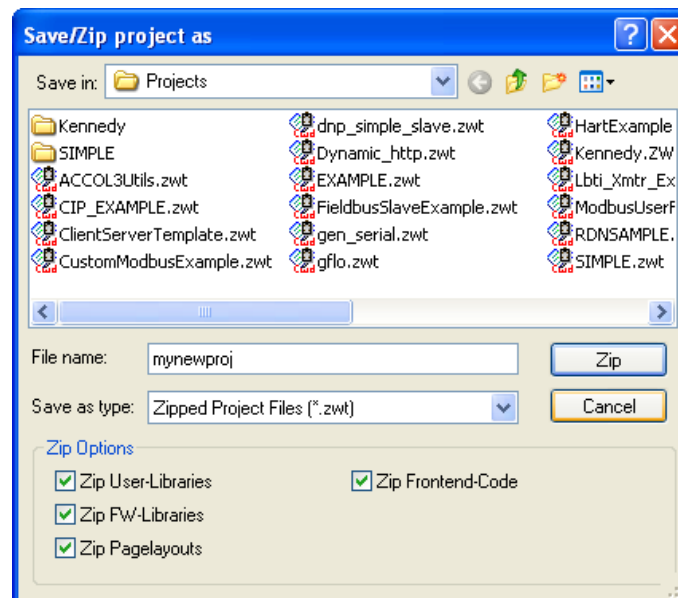 Save/Zip project as
Save in: Projects
Kennedy
SIMPLE
ACCOL3Utils.zwt
CIP_EXAMPLE.zwt
ClientServerTemplate.zwt
CustomModbusExample.zwt
dnp_simple_slave.zwt
Dynamic_http.zwt
EXAMPLE.zwt
FieldbusSlaveExample.zwt
gen_serial.zwt
gflo.zwt
HartExample
Kennedy.ZW
Lbti_Xmtr_Ex
ModbusUserF
RDNSAMPLE.
SIMPLE.zwt
File name: mynewproj Zip
Save as type: Zipped Project Files (*.zwt) Cancel
Zip Options
Zip User-Libraries Zip Frontend-Code
Zip FW-Libraries
Zip Pagelayouts